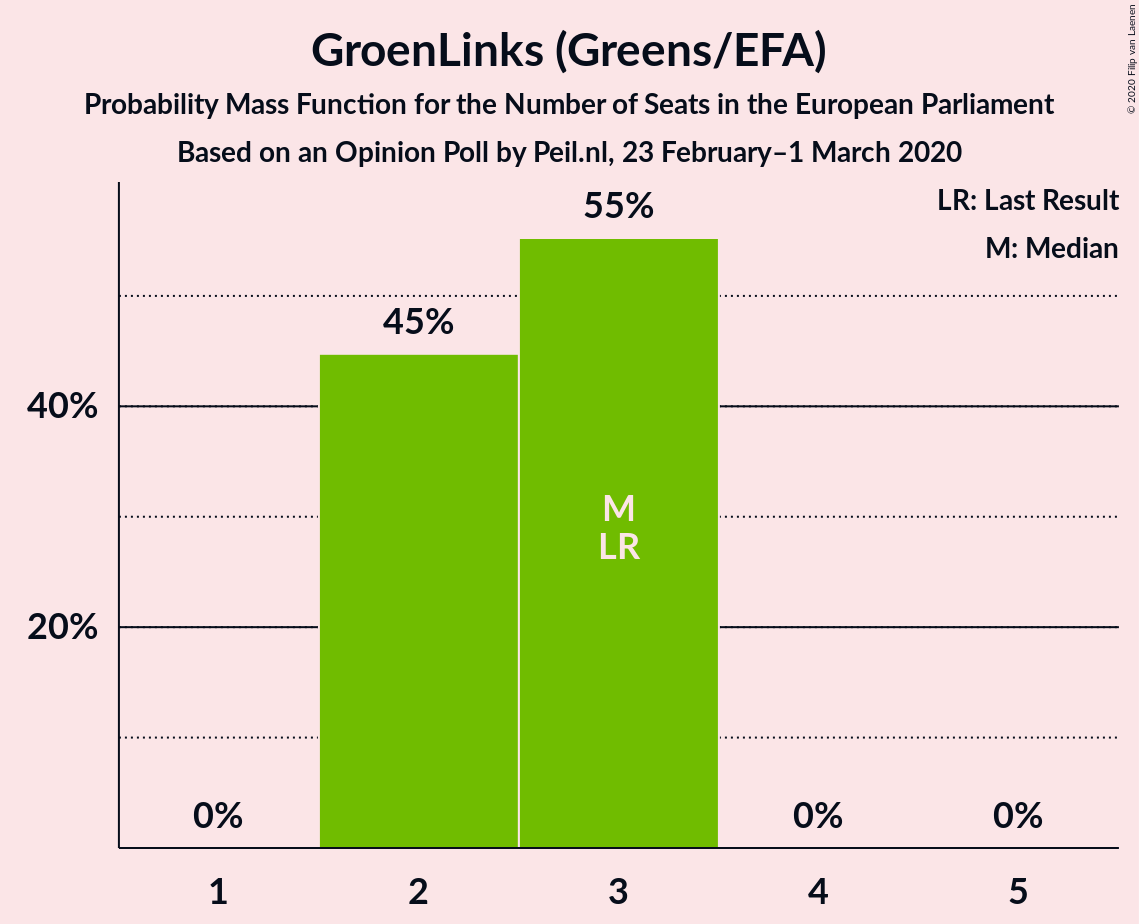 GroenLinks (Greens/EFA)
Probability Mass Function for the Number of Seats in the European Parliament
Based on an Opinion Poll by Peil.nl, 23 February–1 March 2020
© 2020 Filip van Laenen
LR: Last Result
M: Median
55%
45%
40%
M
LR
20%
0%
0%
0%
1
2
3
4
5